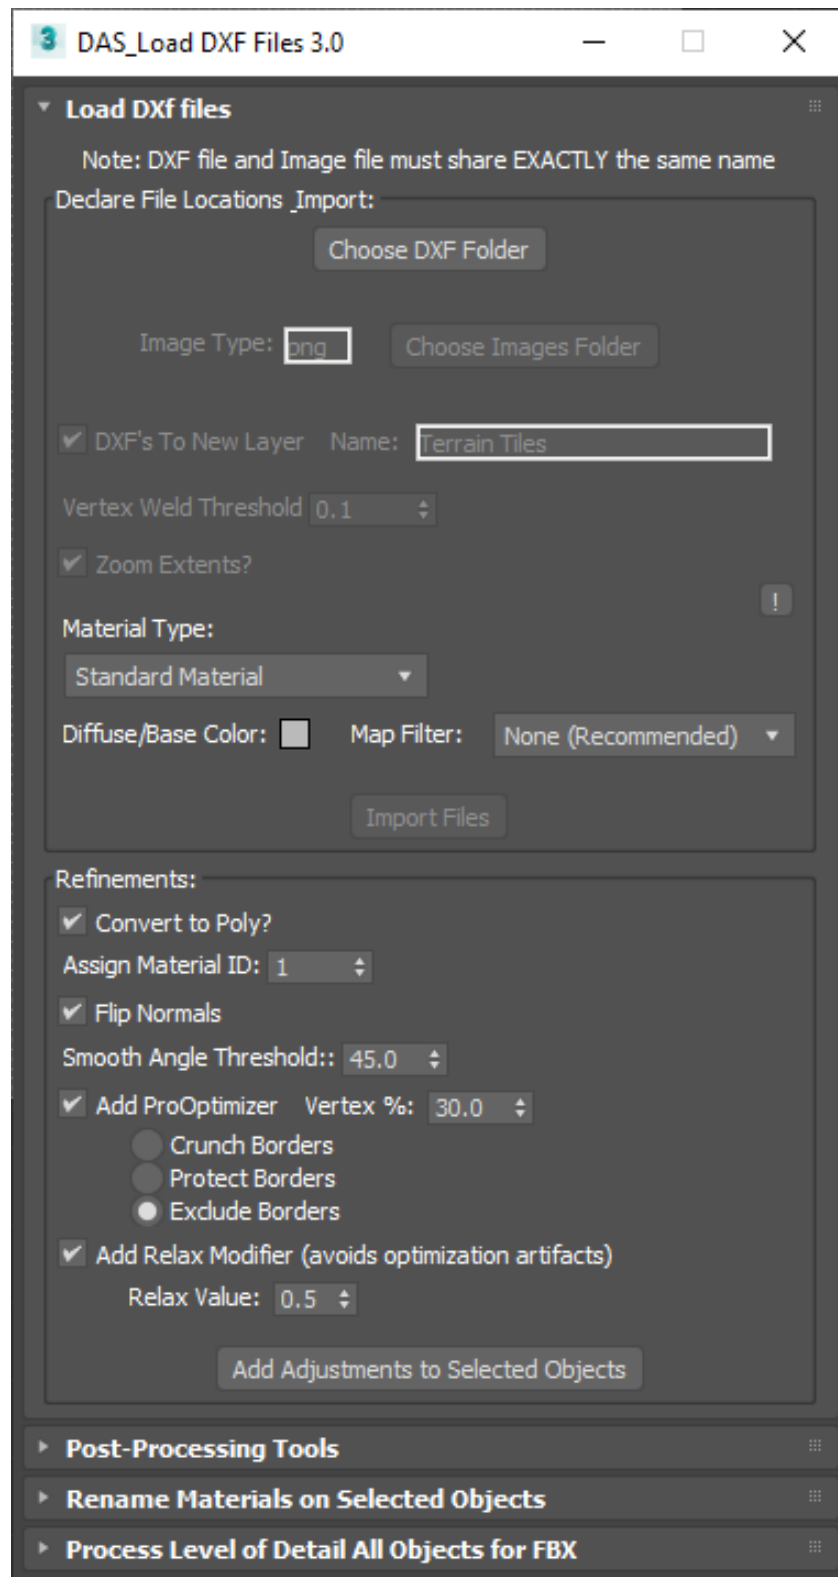 3 DAS_Load DXF Files 3.0
Load DXf files
Note: DXF file and Image file must share EXACTLY the same name
Declare File Locations _Import:
Choose DXF Folder
Image Type: png Choose Images Folder
DXF's To New Layer Name: Terrain Tiles
Vertex Weld Threshold 0.1
Zoom Extents?
!
Material Type:
Standard Material
Diffuse/Base Color: Map Filter: None (Recommended)
Import Files
Refinements:
Convert to Poly?
Assign Material ID: 1
Flip Normals
Smooth Angle Threshold:: 45.0
Add ProOptimizer Vertex %: 30.0
Crunch Borders
Protect Borders
Exclude Borders
Add Relax Modifier (avoids optimization artifacts)
Relax Value: 0.5
Add Adjustments to Selected Objects
Post-Processing Tools
Rename Materials on Selected Objects
Process Level of Detail All Objects for FBX